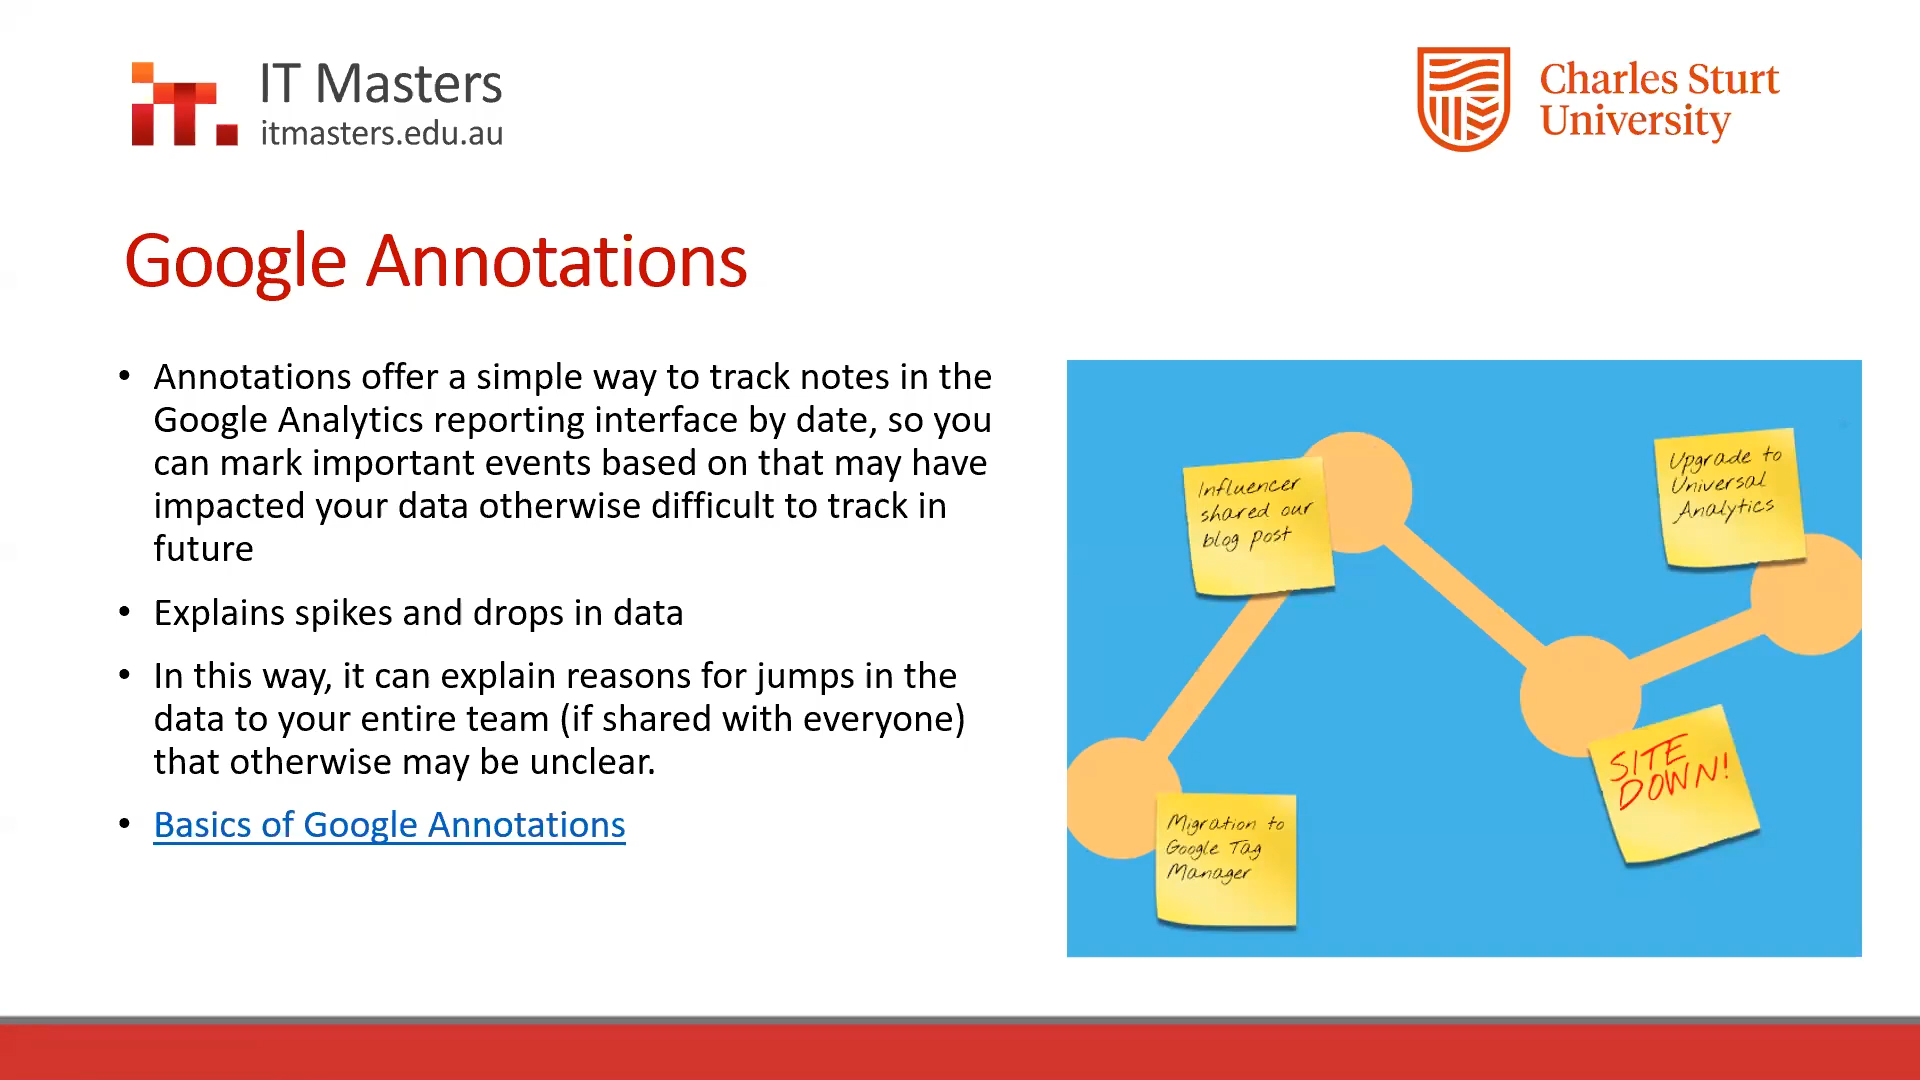 IT Masters
itmasters.edu.au
Charles Sturt
University
Google Annotations
• Annotations offer a simple way to track notes in the
Google Analytics reporting interface by date, so you
can mark important events based on that may have
impacted your data otherwise difficult to track in
future
• Explains spikes and drops in data
• In this way, it can explain reasons for jumps in the
data to your entire team (if shared with everyone)
that otherwise may be unclear.
• Basics of Google Annotations
Influencer
shared our
blog post
Upgrade to
Universal
Analytics
SITE
DOWN!
Migration to
Google Tag
Manager